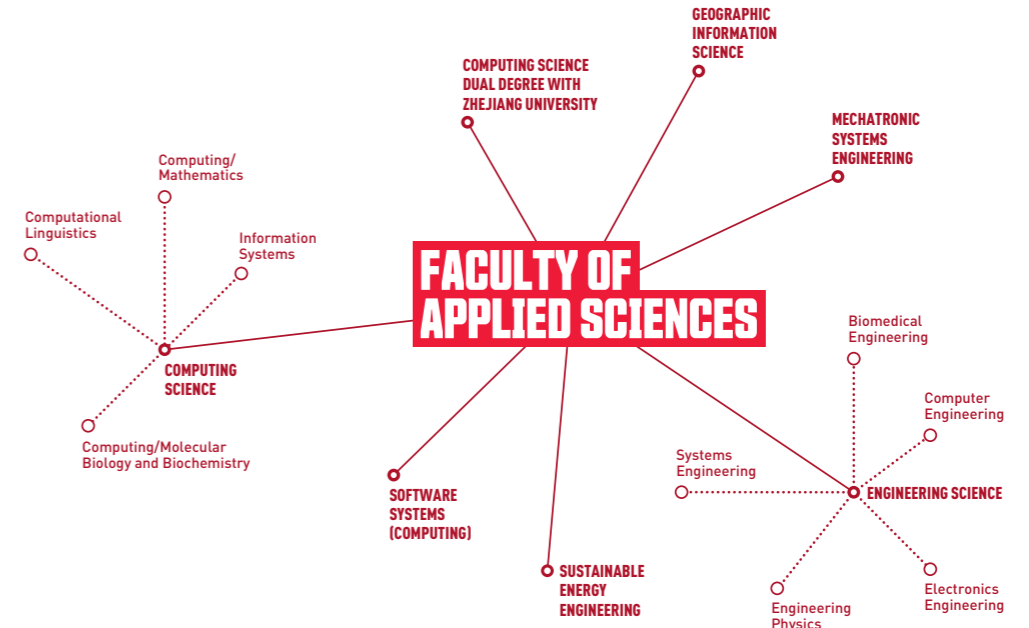 GEOGRAPHIC
INFORMATION
SCIENCE
COMPUTING SCIENCE
DUAL DEGREE WITH
ZHEJIANG UNIVERSITY
MECHATRONIC
SYSTEMS
ENGINEERING
Computing/
Mathematics
Computational
Linguistics
Information
Systems
FACULTY OF
APPLIED SCIENCES
COMPUTING
SCIENCE
Computing/Molecular
Biology and Biochemistry
Biomedical
Engineering
Computer
Engineering
Systems
Engineering
ENGINEERING SCIENCE
SOFTWARE
SYSTEMS
(COMPUTING)
SUSTAINABLE
ENERGY
ENGINEERING
Engineering
Physics
Electronics
Engineering